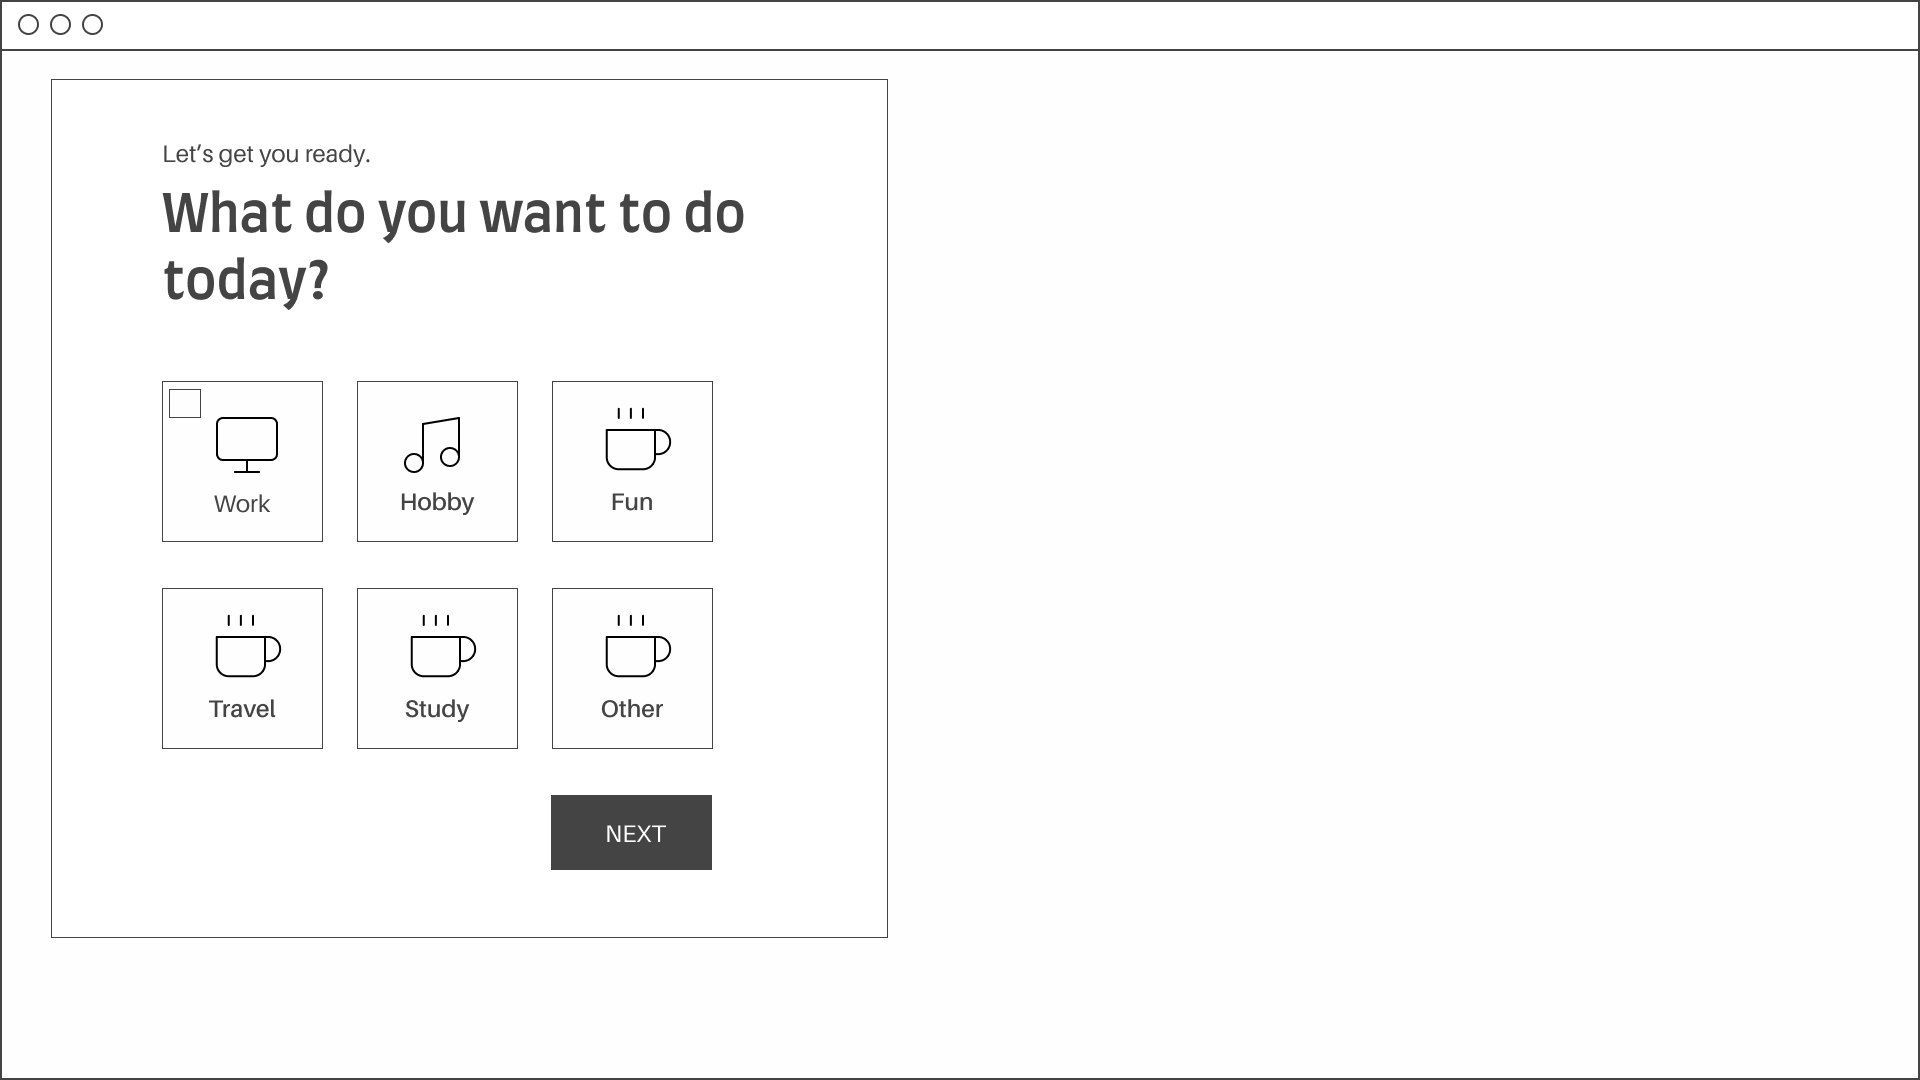 Let’s get you ready.
What do you want to do
today?
Work
Hobby
Fun
Travel
Study
Other
NEXT